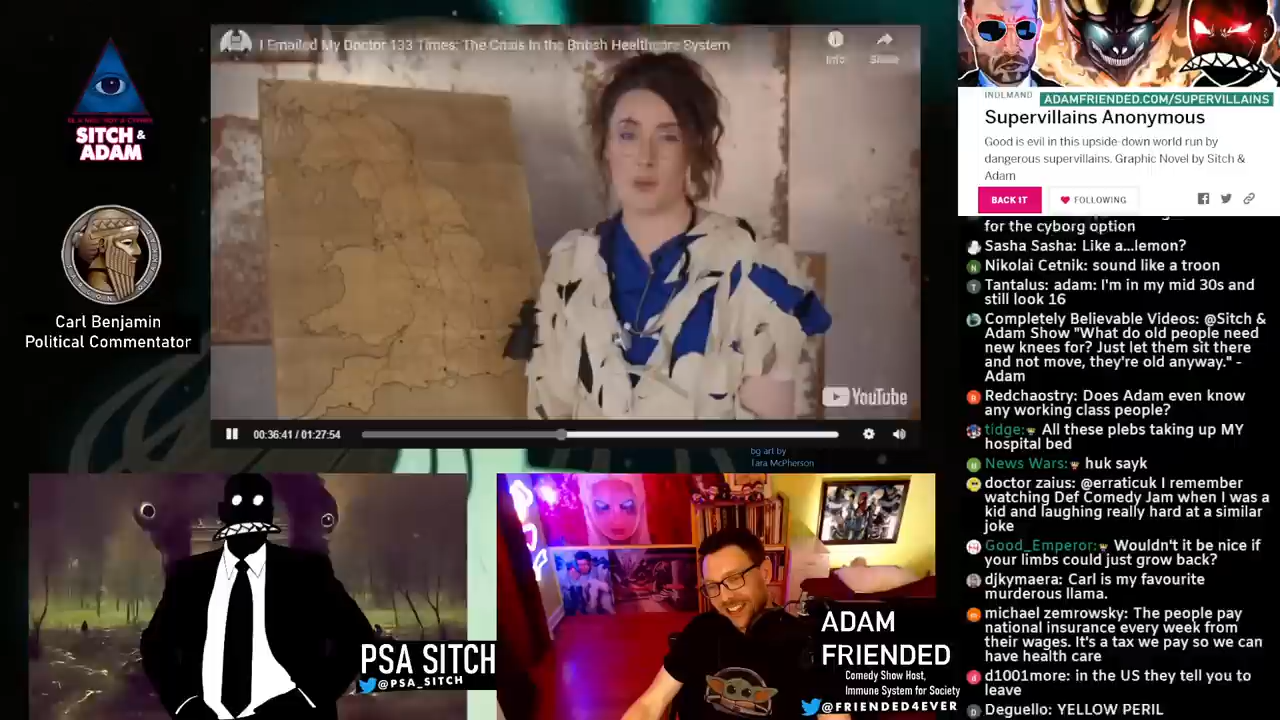 I Emailed My Doctor 133 Times: The Crisis In the British Healthcare System
Info
Share
YouTube
00:36:41 / 01:27:54
bg art by
Tara McPherson
SITCH &
ADAM
PARAGON OF AKKAD
Carl Benjamin
Political Commentator
PSA SITCH
@PSA_SITCH
ADAM
FRIENDED
Comedy Show Host,
Immune System for Society
@FRIENDED4EVER
INDEMAND
ADAMFRIENDED.COM/SUPERVILLAINS
Supervillains Anonymous
Good is evil in this upside-down world run by
dangerous supervillains. Graphic Novel by Sitch &
Adam
BACK IT
FOLLOWING
for the cyborg option
Sasha Sasha: Like a...lemon?
Nikolai Cetnik: sound like a troon
Tantalus: adam: I'm in my mid 30s and
still look 16
Completely Believable Videos: @Sitch &
Adam Show "What do old people need
new knees for? Just let them sit there
and not move, they're old anyway." -
Adam
Redchaostry: Does Adam even know
any working class people?
tidge: All these plebs taking up MY
hospital bed
News Wars: huk sayk
doctor zaius: @erraticuk I remember
watching Def Comedy Jam when I was a
kid and laughing really hard at a similar
joke
Good_Emperor: Wouldn't it be nice if
your limbs could just grow back?
djkymaera: Carl is my favourite
murderous llama.
michael zemrowsky: The people pay
national insurance every week from
their wages. It's a tax we pay so we can
have health care
d1001more: in the US they tell you to
leave
Deguello: YELLOW PERIL